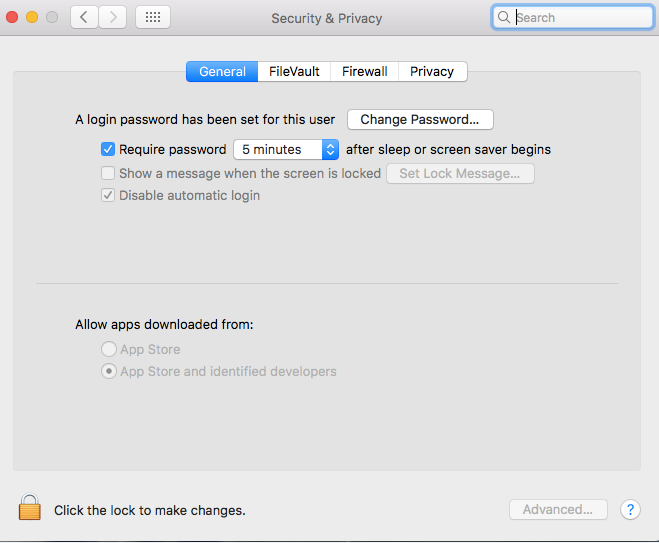 Security & Privacy
Search
General FileVault Firewall Privacy
A login password has been set for this user Change Password...
Require password 5 minutes after sleep or screen saver begins
Show a message when the screen is locked Set Lock Message...
Disable automatic login
Allow apps downloaded from:
App Store
App Store and identified developers
Click the lock to make changes.
Advanced...
?